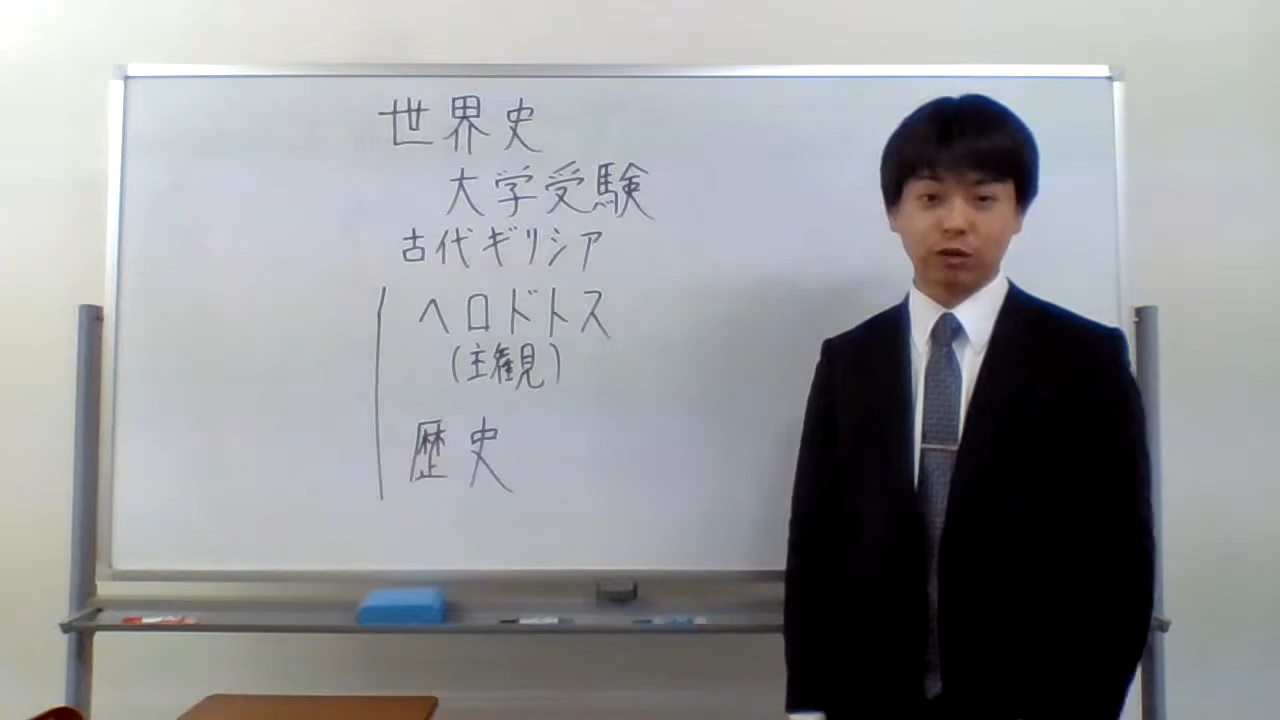 世界史
大学受験
古代ギリシア
ヘロドトス
(主観)
歴史